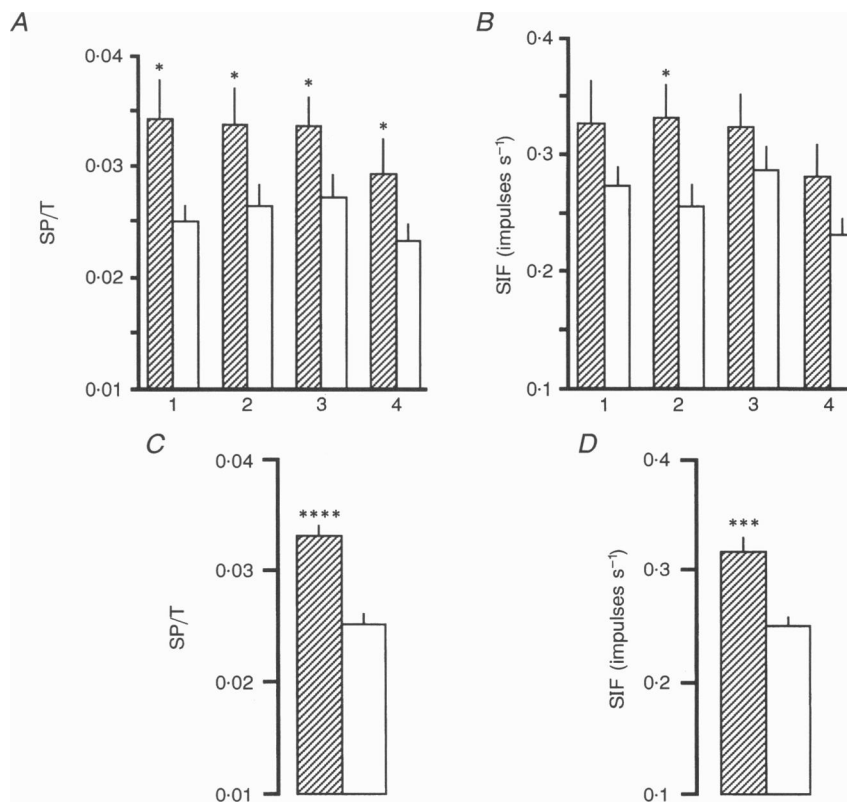 A
0·04
0·03
0·02
0·01
SP/T
* * * *
1 2 3 4
B
0·4
0·3
0·2
0·1
SIF (impulses s⁻¹)
*
1 2 3 4
C
0·04
0·03
0·02
0·01
SP/T
****
D
0·4
0·3
0·2
0·1
SIF (impulses s⁻¹)
***